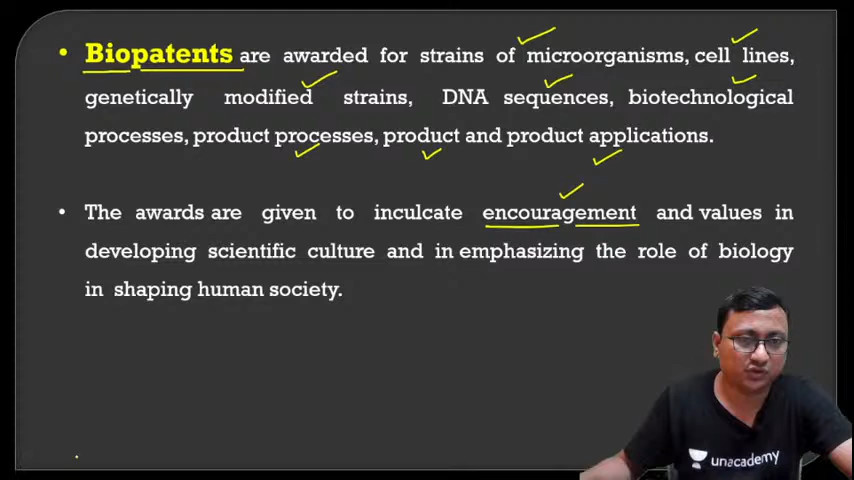 • Biopatents are awarded for strains of microorganisms, cell lines,
genetically modified strains, DNA sequences, biotechnological
processes, product processes, product and product applications.
• The awards are given to inculcate encouragement and values in
developing scientific culture and in emphasizing the role of biology
in shaping human society.
unacademy